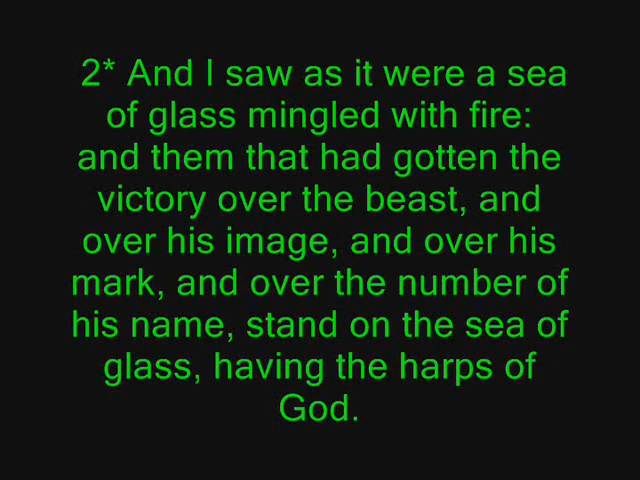 2* And I saw as it were a sea
of glass mingled with fire:
and them that had gotten the
victory over the beast, and
over his image, and over his
mark, and over the number of
his name, stand on the sea of
glass, having the harps of
God.